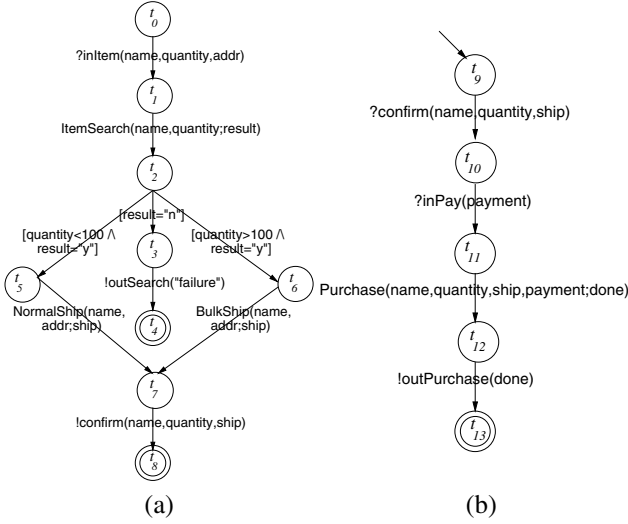 t0
?inItem(name,quantity,addr)
t1
ItemSearch(name,quantity;result)
t2
[result="n"]
[quantity<100 /\
result="y"]
[quantity>100 /\
result="y"]
t3
t5
!outSearch("failure")
t6
NormalShip(name,
addr;ship)
t4
BulkShip(name,
addr;ship)
t7
!confirm(name,quantity,ship)
t8
(a)
t9
?confirm(name,quantity,ship)
t10
?inPay(payment)
t11
Purchase(name,quantity,ship,payment;done)
t12
!outPurchase(done)
t13
(b)